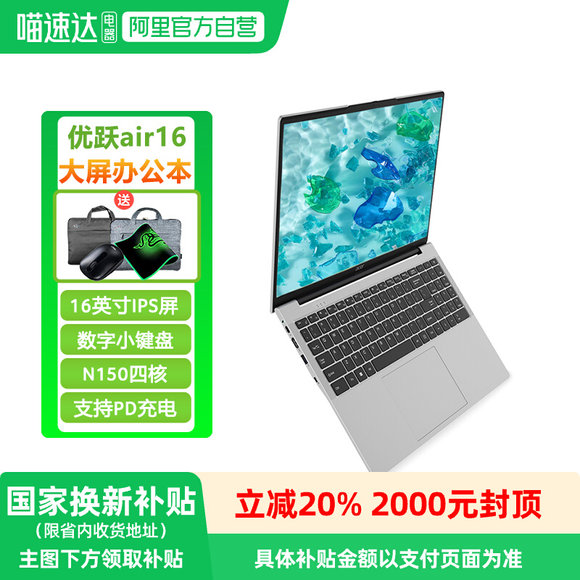 喵速达电器 阿里官方自营
优跃air16
大屏办公本
送
16英寸IPS屏
数字小键盘
N150四核
支持PD充电
acer
国家换新补贴
(限省内收货地址)
主图下方领取补贴
立减20% 2000元封顶
具体补贴金额以支付页面为准